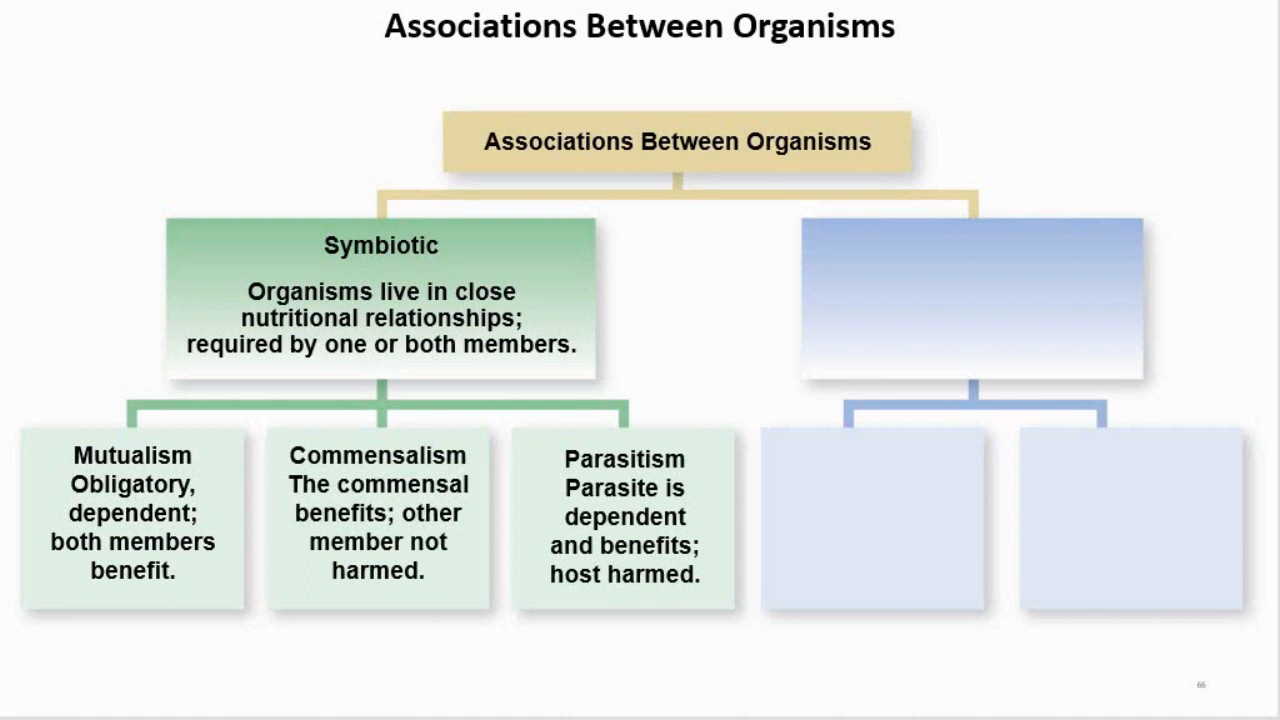 Associations Between Organisms
Associations Between Organisms
Symbiotic
Organisms live in close
nutritional relationships;
required by one or both members.
Mutualism
Obligatory,
dependent;
both members
benefit.
Commensalism
The commensal
benefits; other
member not
harmed.
Parasitism
Parasite is
dependent
and benefits;
host harmed.
66